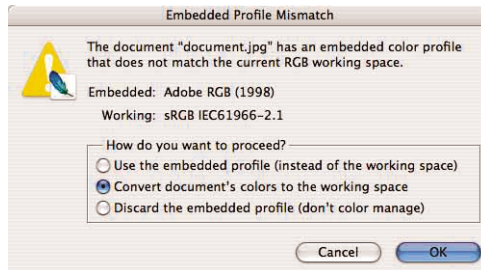 Embedded Profile Mismatch
The document "document.jpg" has an embedded color profile
that does not match the current RGB working space.
Embedded: Adobe RGB (1998)
Working: sRGB IEC61966-2.1
How do you want to proceed?
Use the embedded profile (instead of the working space)
Convert document's colors to the working space
Discard the embedded profile (don't color manage)
Cancel OK